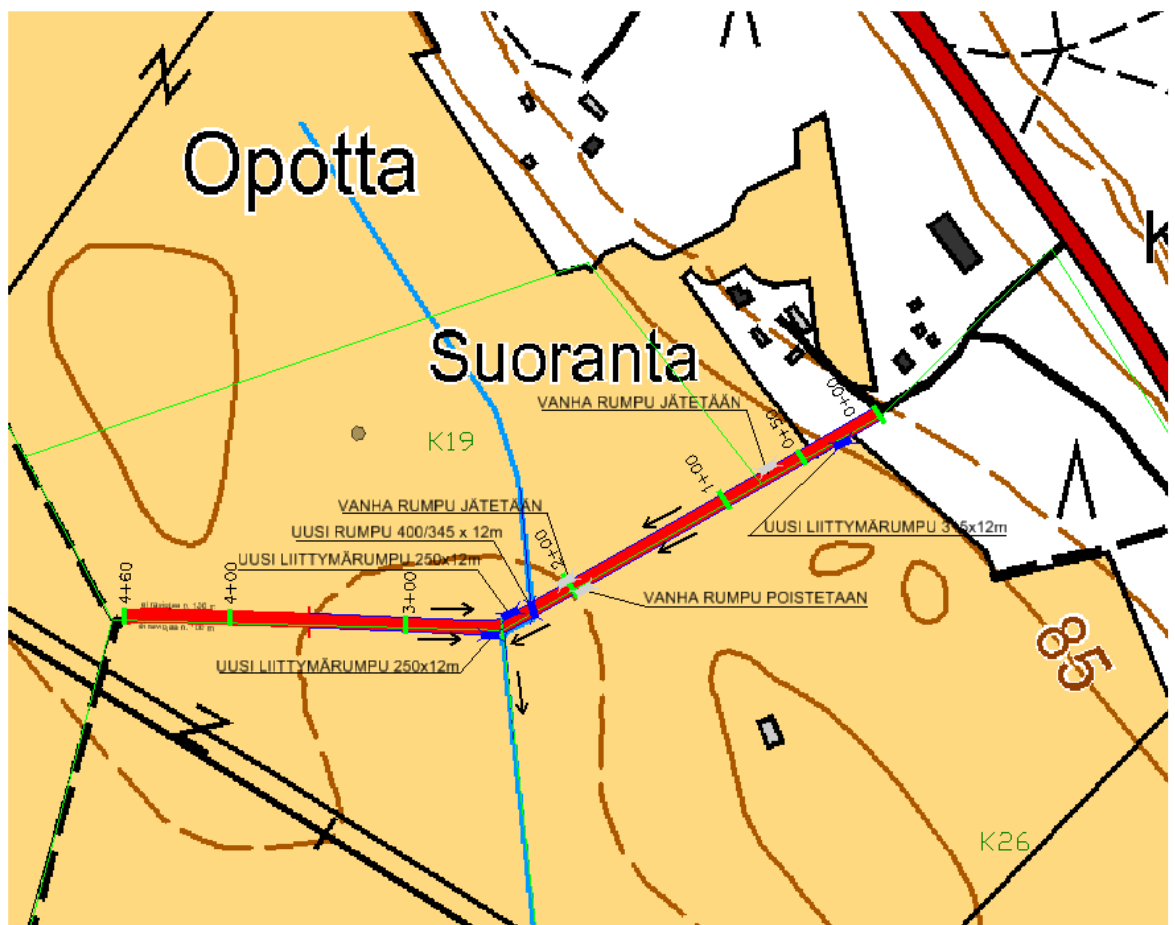 Opotta
K
Suoranta
VANHA RUMPU JÄTETÄÄN
0+00
0+50
K19
1+00
VANHA RUMPU JÄTETÄÄN
UUSI RUMPU 400/345 x 12m
UUSI LIITTYMÄRUMPU 315x12m
2+00
UUSI LIITTYMÄRUMPU 250x12m
4+60
4+00
3+00
VANHA RUMPU POISTETAAN
UUSI LIITTYMÄRUMPU 250x12m
85
K26